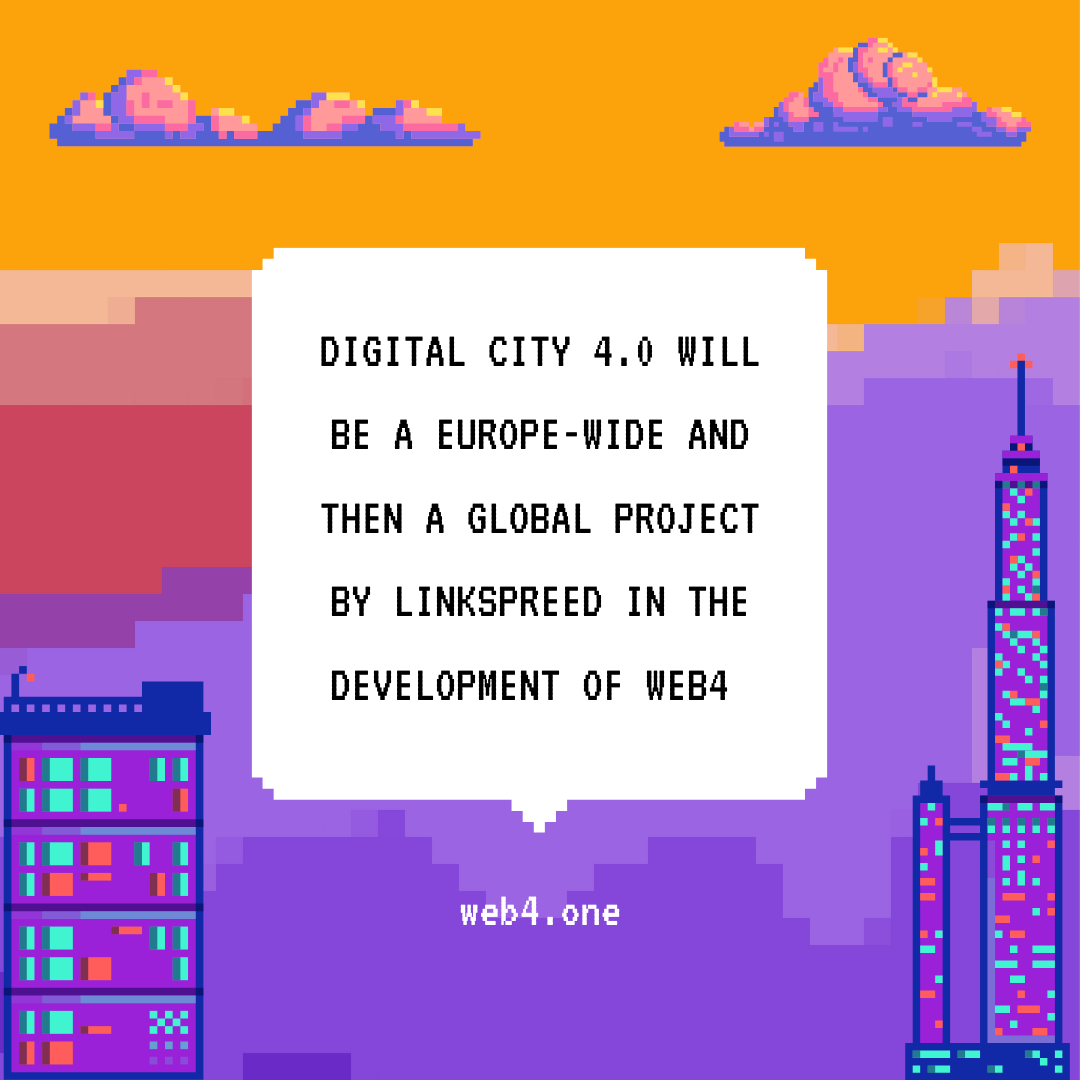 DIGITAL CITY 4.0 WILL
BE A EUROPE-WIDE AND
THEN A GLOBAL PROJECT
BY LINKSPREED IN THE
DEVELOPMENT OF WEB4
web4.one